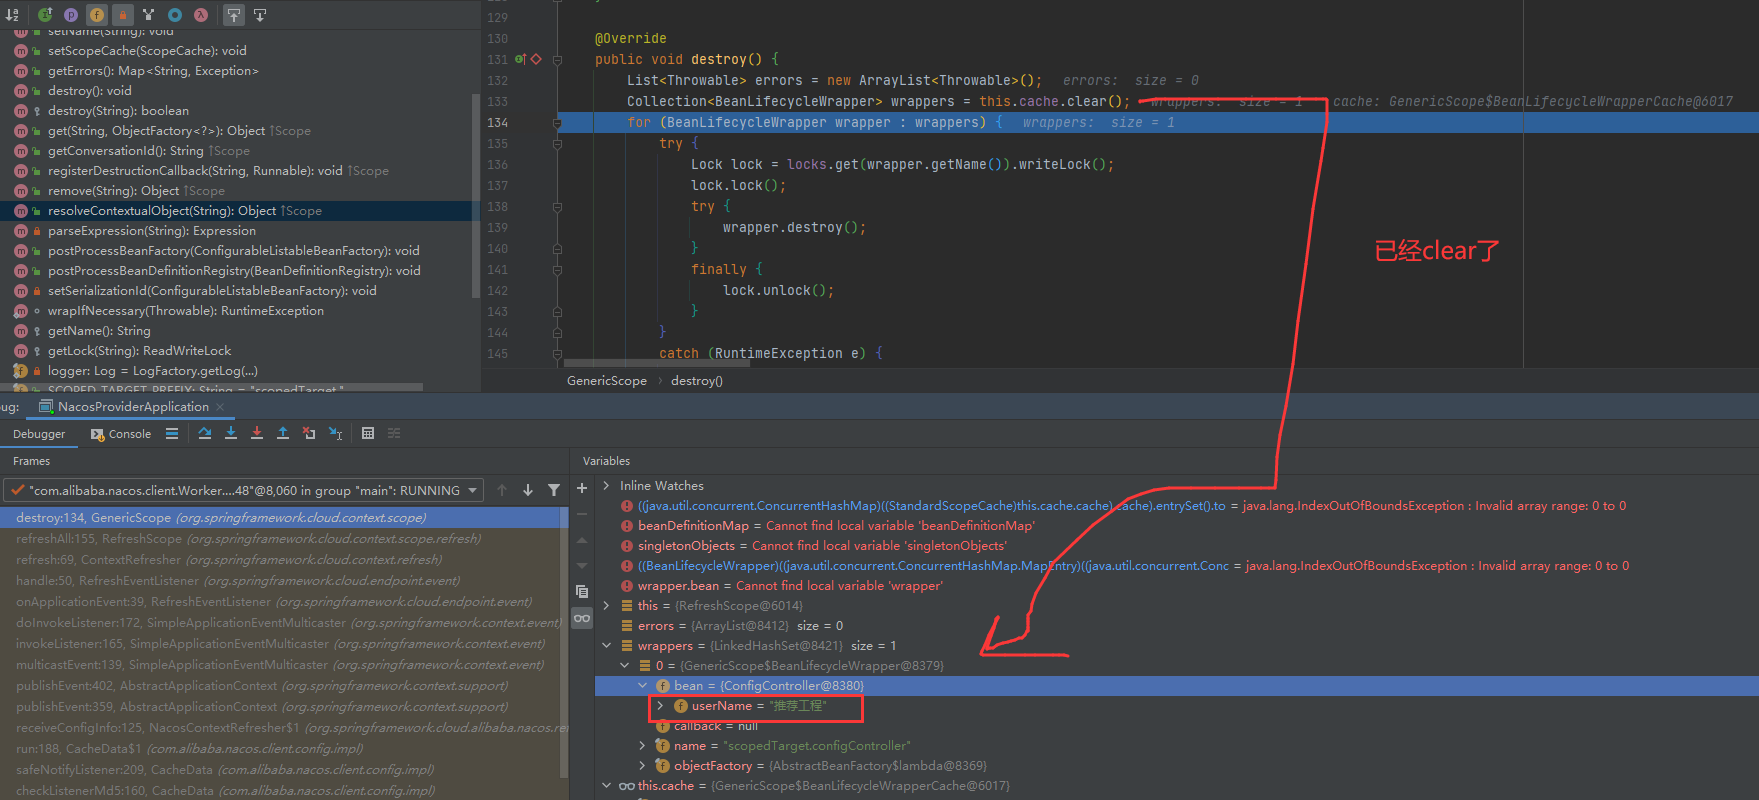 setName(String): void
setScopeCache(ScopeCache): void
getErrors(): Map<String, Exception>
destroy(): void
destroy(String): boolean
get(String, ObjectFactory<?>): Object ↑Scope
getConversationId(): String ↑Scope
registerDestructionCallback(String, Runnable): void ↑Scope
remove(String): Object ↑Scope
resolveContextualObject(String): Object ↑Scope
parseExpression(String): Expression
postProcessBeanFactory(ConfigurableListableBeanFactory): void
postProcessBeanDefinitionRegistry(BeanDefinitionRegistry): void
setSerializationId(ConfigurableListableBeanFactory): void
wrapIfNecessary(Throwable): RuntimeException
getName(): String
getLock(String): ReadWriteLock
logger: Log = LogFactory.getLog(...)
SCOPED_TARGET_PREFIX: String = "scopedTarget."
129
130 @Override
131 public void destroy() {
132 List<Throwable> errors = new ArrayList<Throwable>(); errors: size = 0
133 Collection<BeanLifecycleWrapper> wrappers = this.cache.clear(); wrappers: size = 1 cache: GenericScope$BeanLifecycleWrapperCache@6017
134 for (BeanLifecycleWrapper wrapper : wrappers) { wrappers: size = 1
135 try {
136 Lock lock = locks.get(wrapper.getName()).writeLock();
137 lock.lock();
138 try {
139 wrapper.destroy();
140 }
141 finally {
142 lock.unlock();
143 }
144 }
145 catch (RuntimeException e) {
已经clear了
GenericScope › destroy()
ug: NacosProviderApplication
Debugger Console
Frames
"com.alibaba.nacos.client.Worker....48"@8,060 in group "main": RUNNING
destroy:134, GenericScope (org.springframework.cloud.context.scope)
refreshAll:155, RefreshScope (org.springframework.cloud.context.scope.refresh)
refresh:69, ContextRefresher (org.springframework.cloud.context.refresh)
handle:50, RefreshEventListener (org.springframework.cloud.endpoint.event)
onApplicationEvent:39, RefreshEventListener (org.springframework.cloud.endpoint.event)
doInvokeListener:172, SimpleApplicationEventMulticaster (org.springframework.context.event)
invokeListener:165, SimpleApplicationEventMulticaster (org.springframework.context.event)
multicastEvent:139, SimpleApplicationEventMulticaster (org.springframework.context.event)
publishEvent:402, AbstractApplicationContext (org.springframework.context.support)
publishEvent:359, AbstractApplicationContext (org.springframework.context.support)
receiveConfigInfo:125, NacosContextRefresher$1 (org.springframework.cloud.alibaba.nacos.re
run:188, CacheData$1 (com.alibaba.nacos.client.config.impl)
safeNotifyListener:209, CacheData (com.alibaba.nacos.client.config.impl)
checkListenerMd5:160, CacheData (com.alibaba.nacos.client.config.impl)
Variables
Inline Watches
((java.util.concurrent.ConcurrentHashMap)((StandardScopeCache)this.cache.cache).cache).entrySet().to = java.lang.IndexOutOfBoundsException : Invalid array range: 0 to 0
beanDefinitionMap = Cannot find local variable 'beanDefinitionMap'
singletonObjects = Cannot find local variable 'singletonObjects'
((BeanLifecycleWrapper)((java.util.concurrent.ConcurrentHashMap.MapEntry)((java.util.concurrent.Conc = java.lang.IndexOutOfBoundsException : Invalid array range: 0 to 0
wrapper.bean = Cannot find local variable 'wrapper'
this = {RefreshScope@6014}
errors = {ArrayList@8412} size = 0
wrappers = {LinkedHashSet@8421} size = 1
0 = {GenericScope$BeanLifecycleWrapper@8379}
bean = {ConfigController@8380}
userName = "推荐工程"
callback = null
name = "scopedTarget.configController"
objectFactory = {AbstractBeanFactory$lambda@8369}
this.cache = {GenericScope$BeanLifecycleWrapperCache@6017}